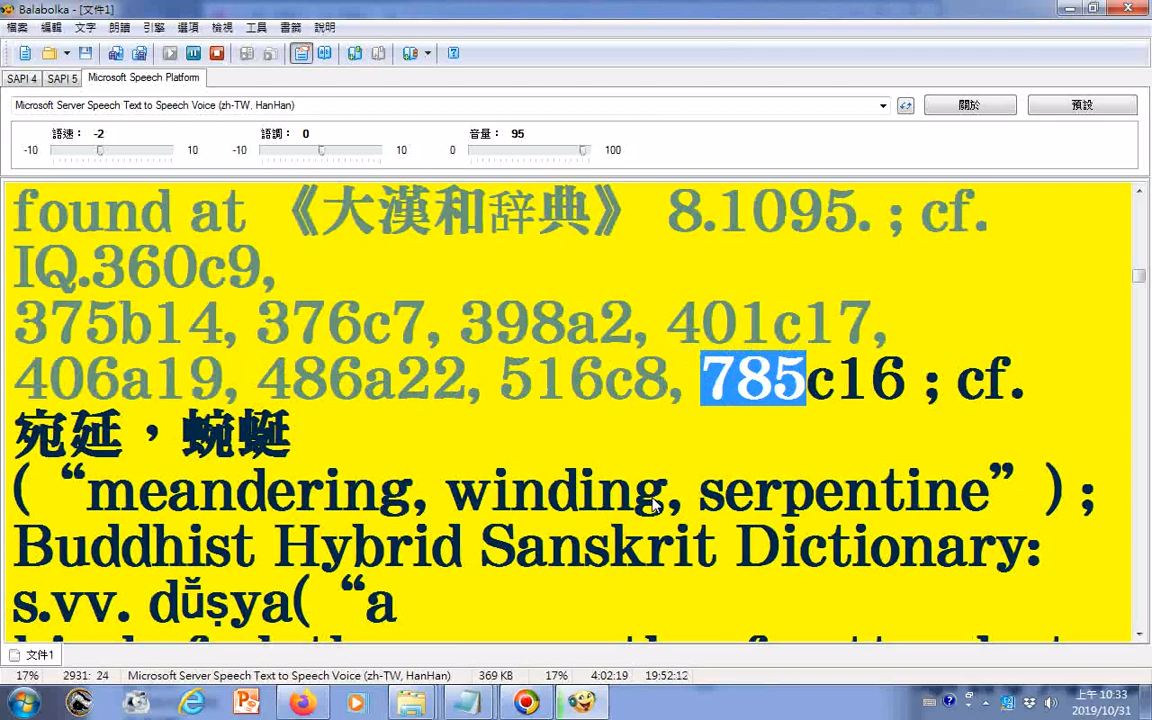 Balabolka - [文件1]
檔案 編輯 文字 朗讀 引擎 選項 檢視 工具 書籤 說明
SAPI 4 SAPI 5 Microsoft Speech Platform
Microsoft Server Speech Text to Speech Voice (zh-TW, HanHan) 關於 預設
語速： -2 語調： 0 音量： 95
-10 10 -10 10 0 100
found at 《大漢和辞典》 8.1095. ; cf.
IQ.360c9,
375b14, 376c7, 398a2, 401c17,
406a19, 486a22, 516c8, 785c16 ; cf.
宛延，蜿蜒
(“meandering, winding, serpentine”) ;
Buddhist Hybrid Sanskrit Dictionary:
s.vv. dṻṣya(“a
文件1
17% 2931: 24 Microsoft Server Speech Text to Speech Voice (zh-TW, HanHan) 369 KB 17% 4:02:19 19:52:12
上午 10:33
2019/10/31